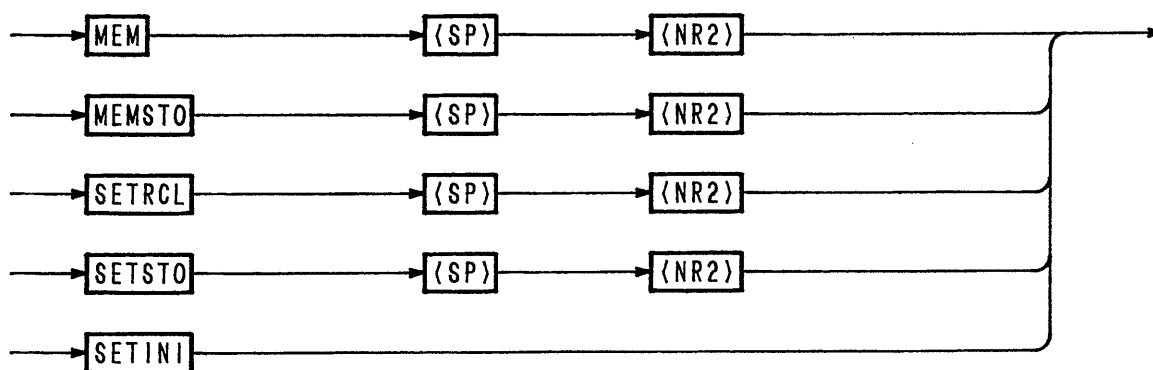 MEM ⟨SP⟩ ⟨NR2⟩
MEMSTO ⟨SP⟩ ⟨NR2⟩
SETRCL ⟨SP⟩ ⟨NR2⟩
SETSTO ⟨SP⟩ ⟨NR2⟩
SETINI